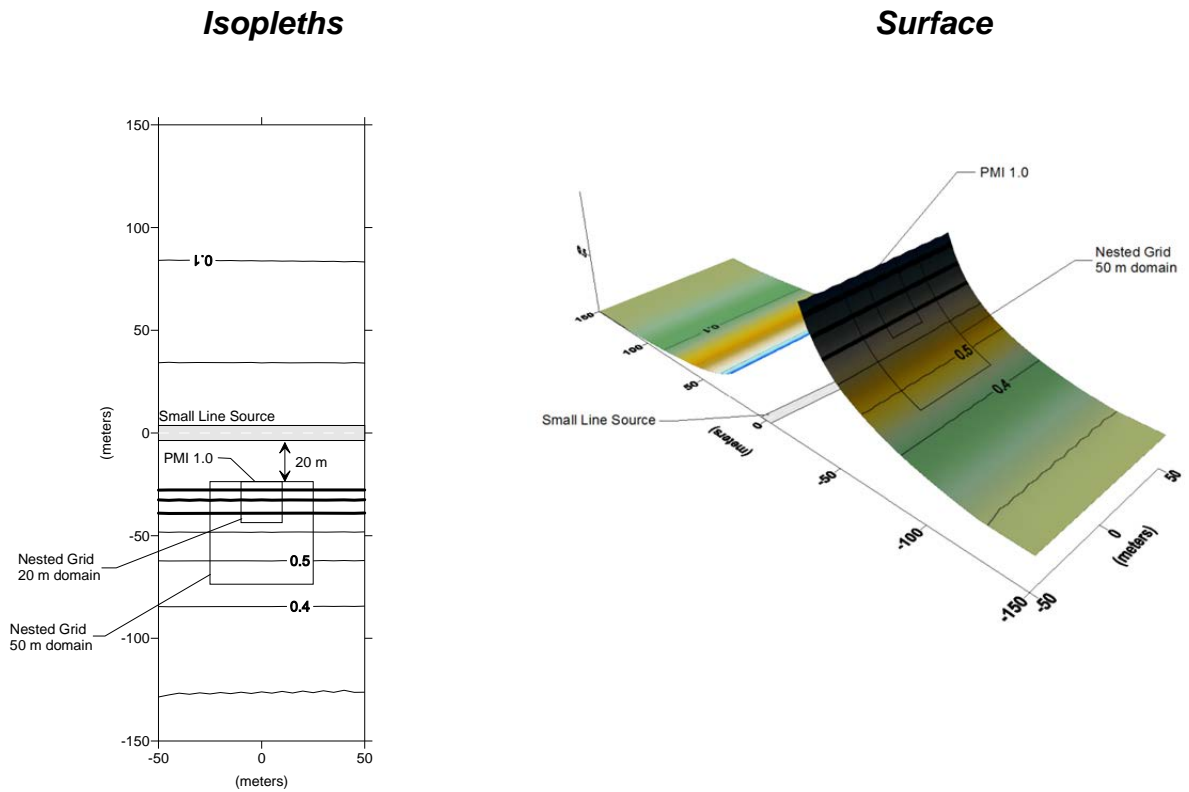 Isopleths
Surface
150
100
50
0
-50
-100
-150
(meters)
0.1
Small Line Source
PMI 1.0
20 m
0.5
0.4
Nested Grid
20 m domain
Nested Grid
50 m domain
-50
0
50
(meters)
PMI 1.0
Nested Grid
50 m domain
150
100
50
0
(meters)
-50
-100
-150
0.1
0.5
0.4
Small Line Source
-50
0
50
(meters)